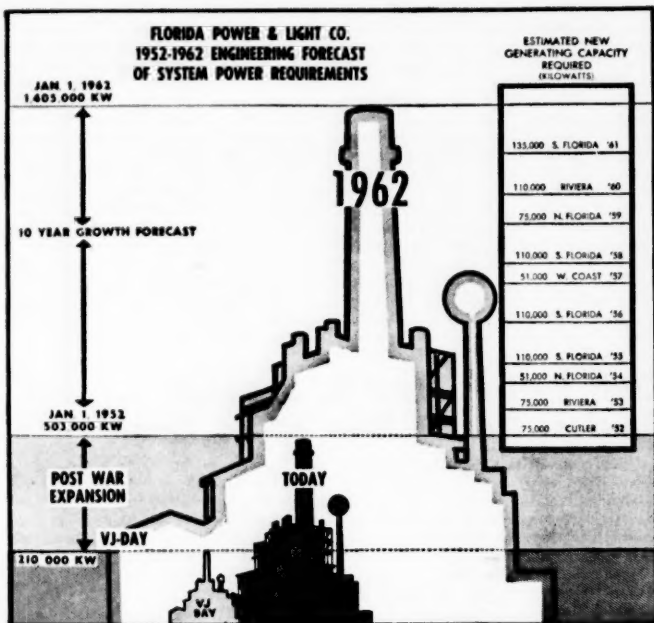 FLORIDA POWER & LIGHT CO.
1952-1962 ENGINEERING FORECAST
OF SYSTEM POWER REQUIREMENTS
ESTIMATED NEW
GENERATING CAPACITY
REQUIRED
(KILOWATTS)
JAN. 1, 1962
1,405,000 KW
1962
10 YEAR GROWTH FORECAST
135,000 S. FLORIDA '61
110,000 RIVIERA '60
75,000 N. FLORIDA '59
110,000 S. FLORIDA '58
51,000 W. COAST '57
110,000 S. FLORIDA '56
110,000 S. FLORIDA '55
51,000 N. FLORIDA '54
75,000 RIVIERA '53
75,000 CUTLER '52
JAN. 1, 1952
503 000 KW
POST WAR
EXPANSION
TODAY
VJ-DAY
210 000 KW
VJ
DAY